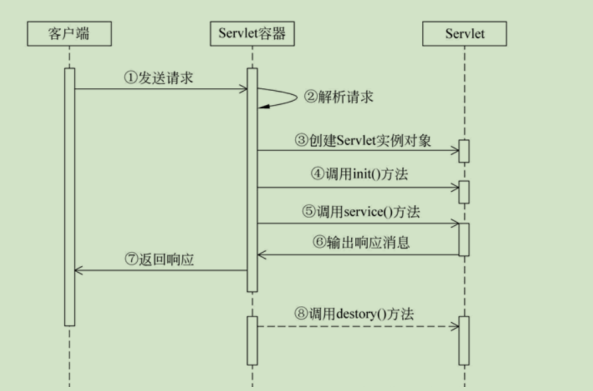 客户端
Servlet容器
Servlet
①发送请求
②解析请求
③创建Servlet实例对象
④调用init()方法
⑤调用service()方法
⑥输出响应消息
⑦返回响应
⑧调用destory()方法